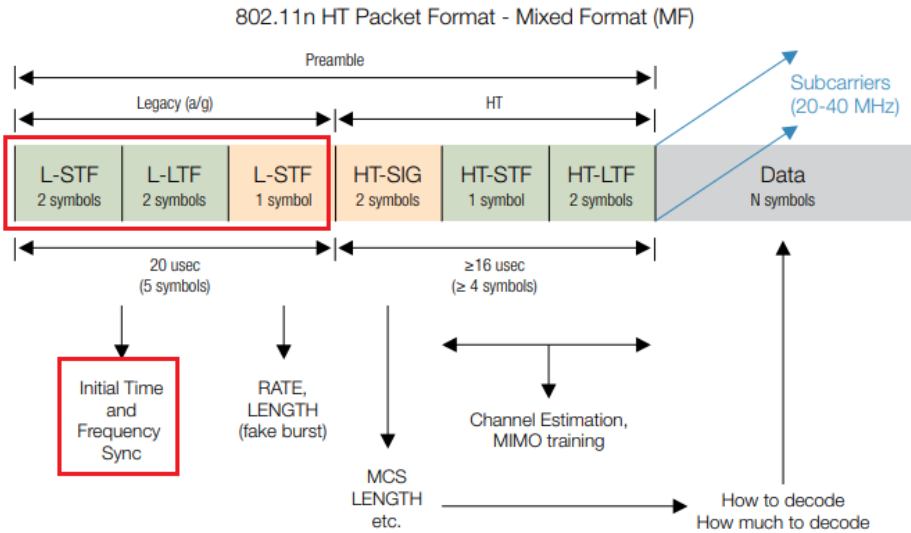 802.11n HT Packet Format - Mixed Format (MF)
Preamble
Legacy (a/g)
HT
Subcarriers
(20-40 MHz)
L-STF
2 symbols
L-LTF
2 symbols
L-STF
1 symbol
HT-SIG
2 symbols
HT-STF
1 symbol
HT-LTF
2 symbols
Data
N symbols
20 usec
(5 symbols)
≥16 usec
(≥ 4 symbols)
Initial Time
and
Frequency
Sync
RATE,
LENGTH
(fake burst)
Channel Estimation,
MIMO training
MCS
LENGTH
etc.
How to decode
How much to decode